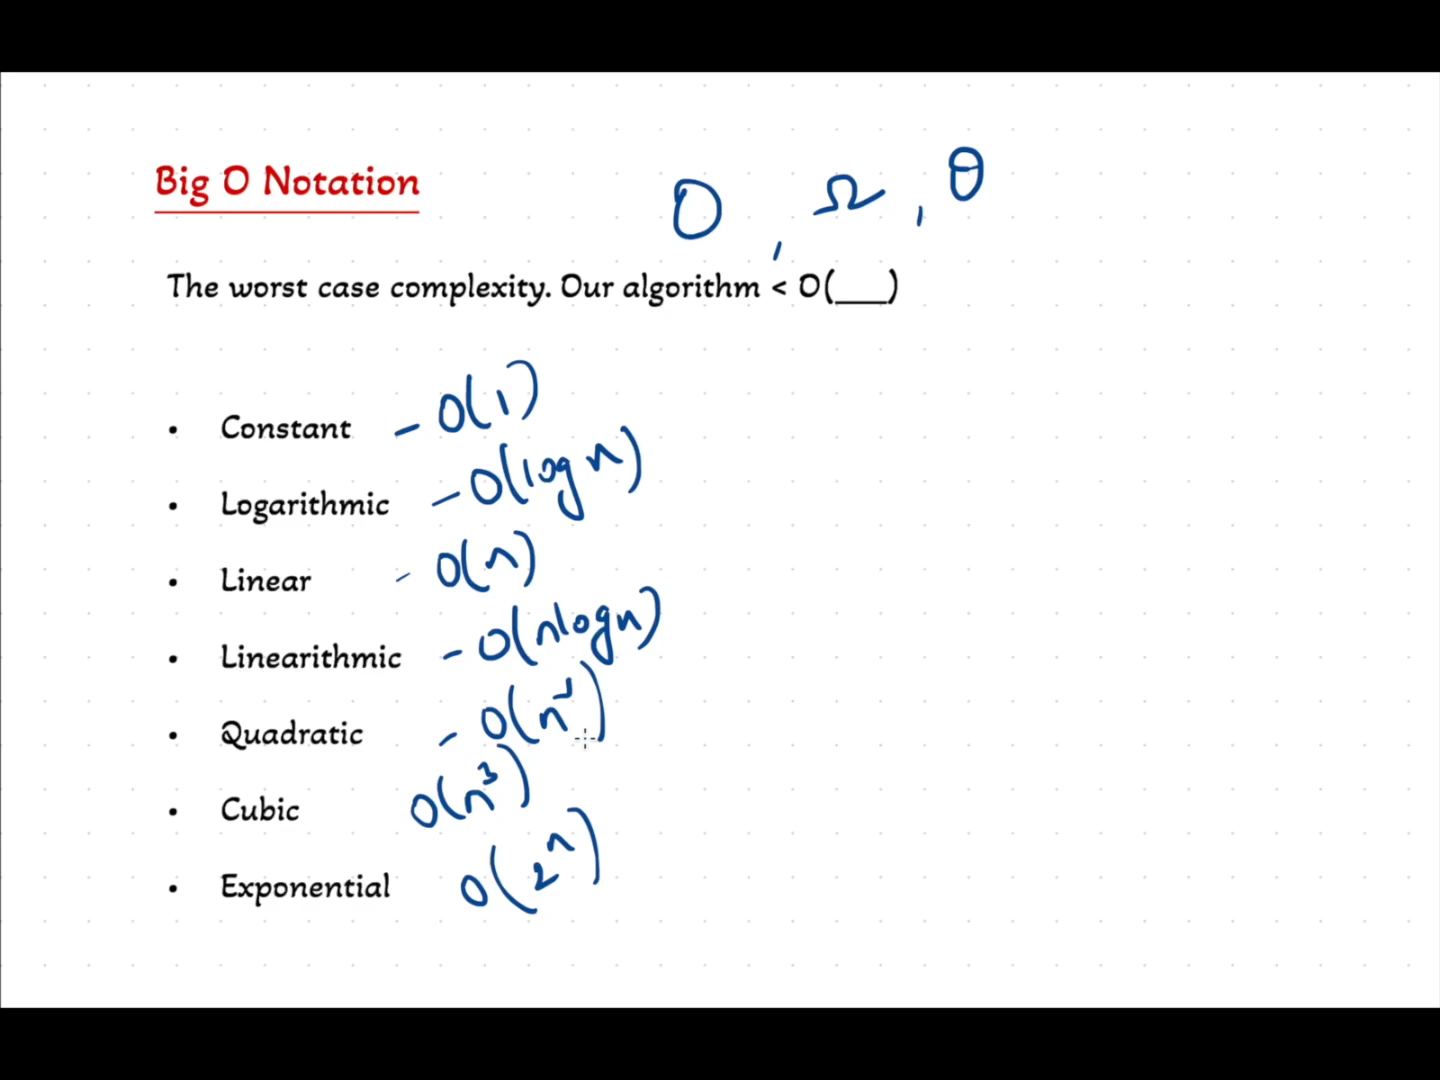 Big O Notation
O , Ω , θ
The worst case complexity. Our algorithm < O(___)
• Constant - O(1)
• Logarithmic - O(log n)
• Linear - O(n)
• Linearithmic - O(nlogn)
• Quadratic - O(n²)
• Cubic O(n³)
• Exponential O(2ⁿ)